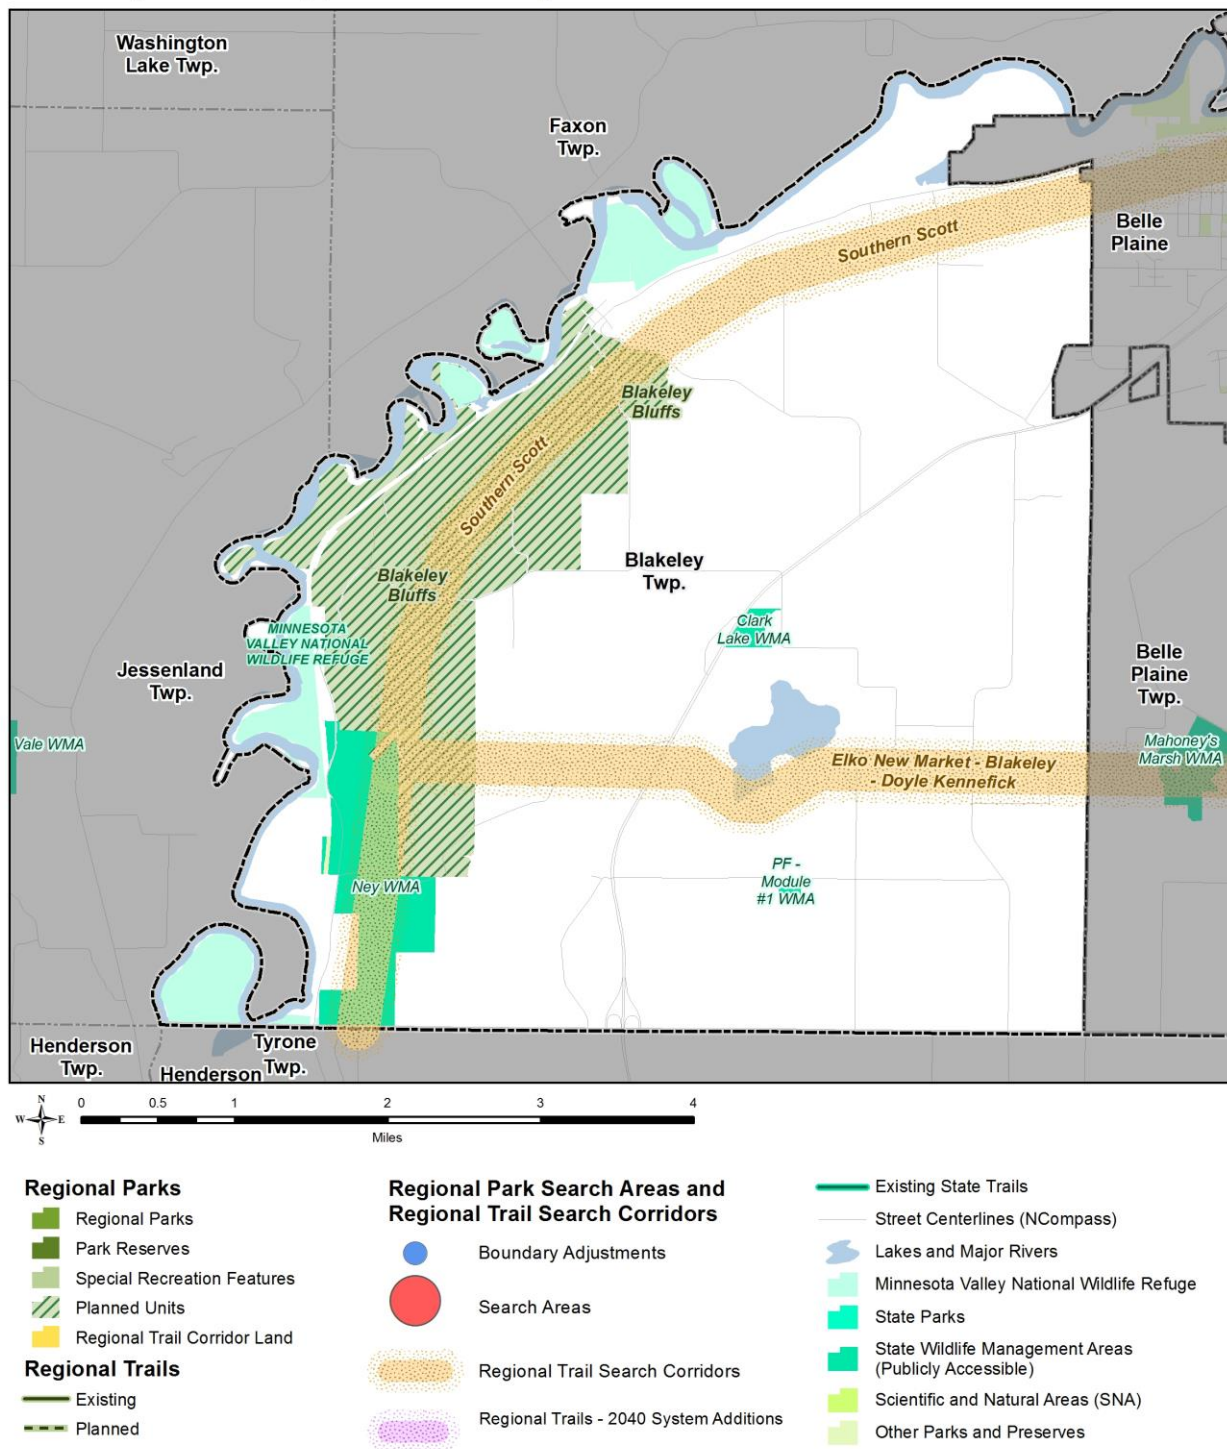 Washington
Lake Twp.
Faxon
Twp.
Belle
Plaine
Southern Scott
Blakeley
Bluffs
Southern Scott
Blakeley
Twp.
Blakeley
Bluffs
MINNESOTA
VALLEY NATIONAL
WILDLIFE REFUGE
Clark
Lake WMA
Jessenland
Twp.
Belle
Plaine
Twp.
Vale WMA
Mahoney's
Marsh WMA
Elko New Market - Blakeley
- Doyle Kennefick
PF -
Module
#1 WMA
Ney WMA
Henderson
Twp.
Tyrone
Twp.
Henderson
N
W E
S
0 0.5 1 2 3 4
Miles
Regional Parks
Regional Parks
Park Reserves
Special Recreation Features
Planned Units
Regional Trail Corridor Land
Regional Trails
Existing
Planned
Regional Park Search Areas and
Regional Trail Search Corridors
Boundary Adjustments
Search Areas
Regional Trail Search Corridors
Regional Trails - 2040 System Additions
Existing State Trails
Street Centerlines (NCompass)
Lakes and Major Rivers
Minnesota Valley National Wildlife Refuge
State Parks
State Wildlife Management Areas
(Publicly Accessible)
Scientific and Natural Areas (SNA)
Other Parks and Preserves